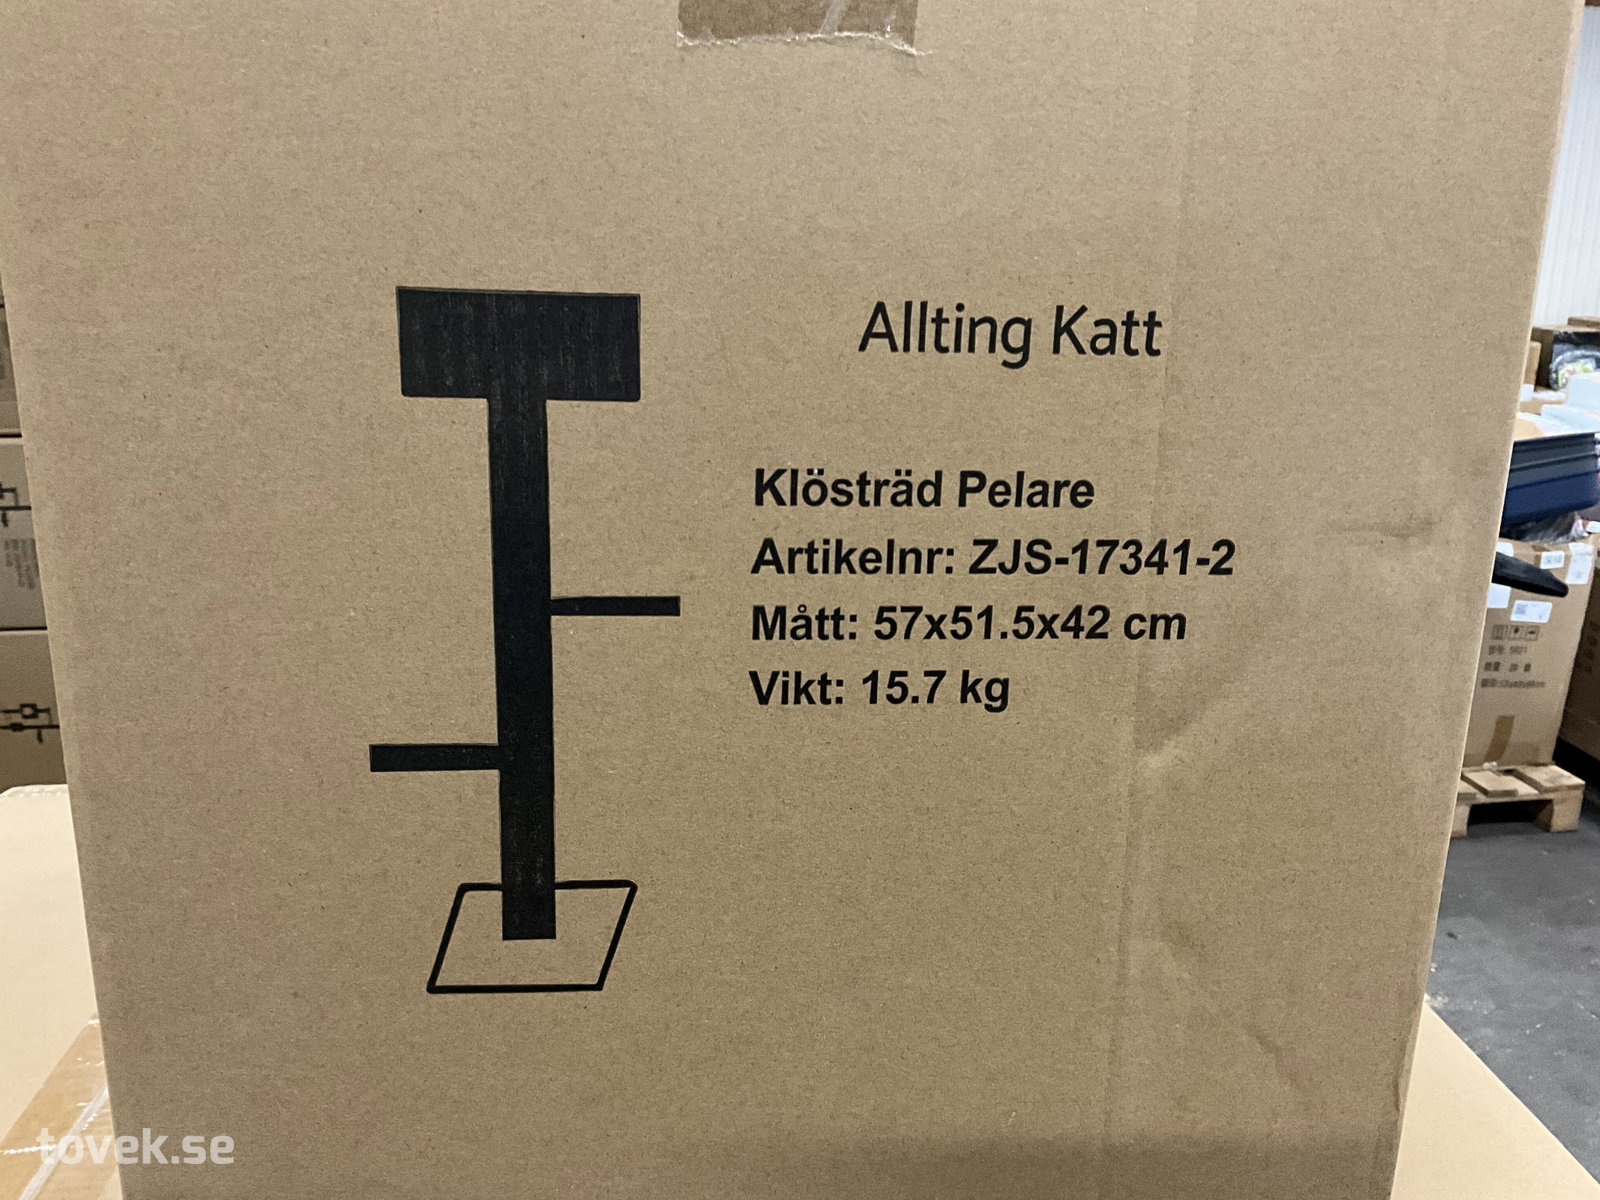 Allting Katt
Klösträd Pelare
Artikelnr: ZJS-17341-2
Mått: 57x51.5x42 cm
Vikt: 15.7 kg
tovek.se